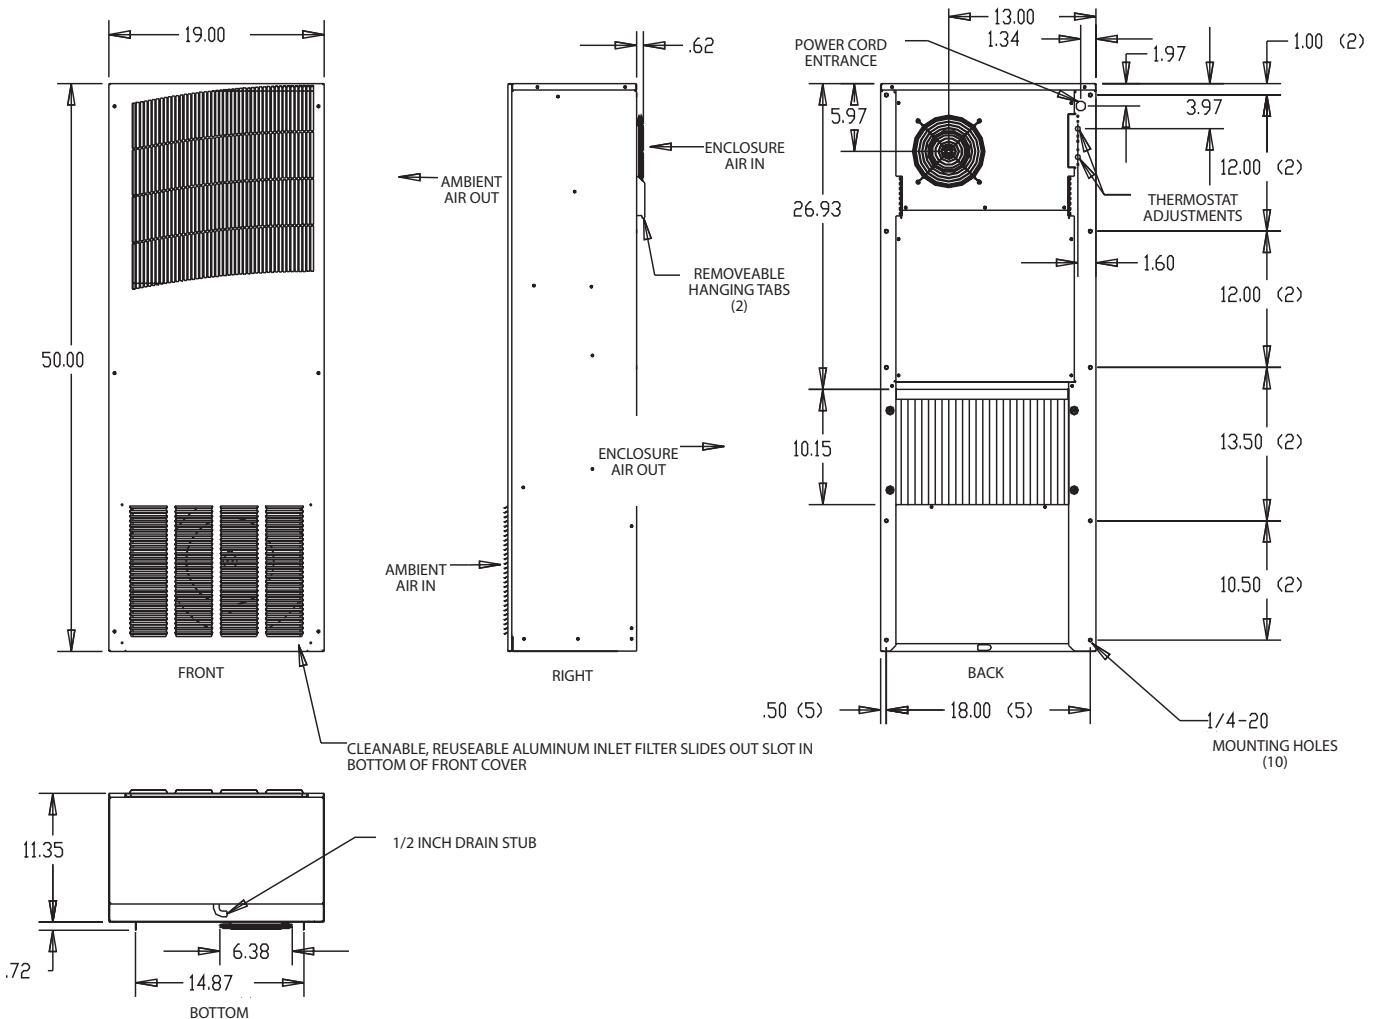 19.00
50.00
FRONT
CLEANABLE, REUSEABLE ALUMINUM INLET FILTER SLIDES OUT SLOT IN
BOTTOM OF FRONT COVER
.62
ENCLOSURE
AIR IN
AMBIENT
AIR OUT
REMOVEABLE
HANGING TABS
(2)
ENCLOSURE
AIR OUT
AMBIENT
AIR IN
RIGHT
13.00
1.34
POWER CORD
ENTRANCE
1.97
1.00 (2)
5.97
3.97
12.00 (2)
THERMOSTAT
ADJUSTMENTS
26.93
1.60
12.00 (2)
10.15
13.50 (2)
10.50 (2)
BACK
.50 (5)
18.00 (5)
1/4-20
MOUNTING HOLES
(10)
11.35
1/2 INCH DRAIN STUB
6.38
.72
14.87
BOTTOM